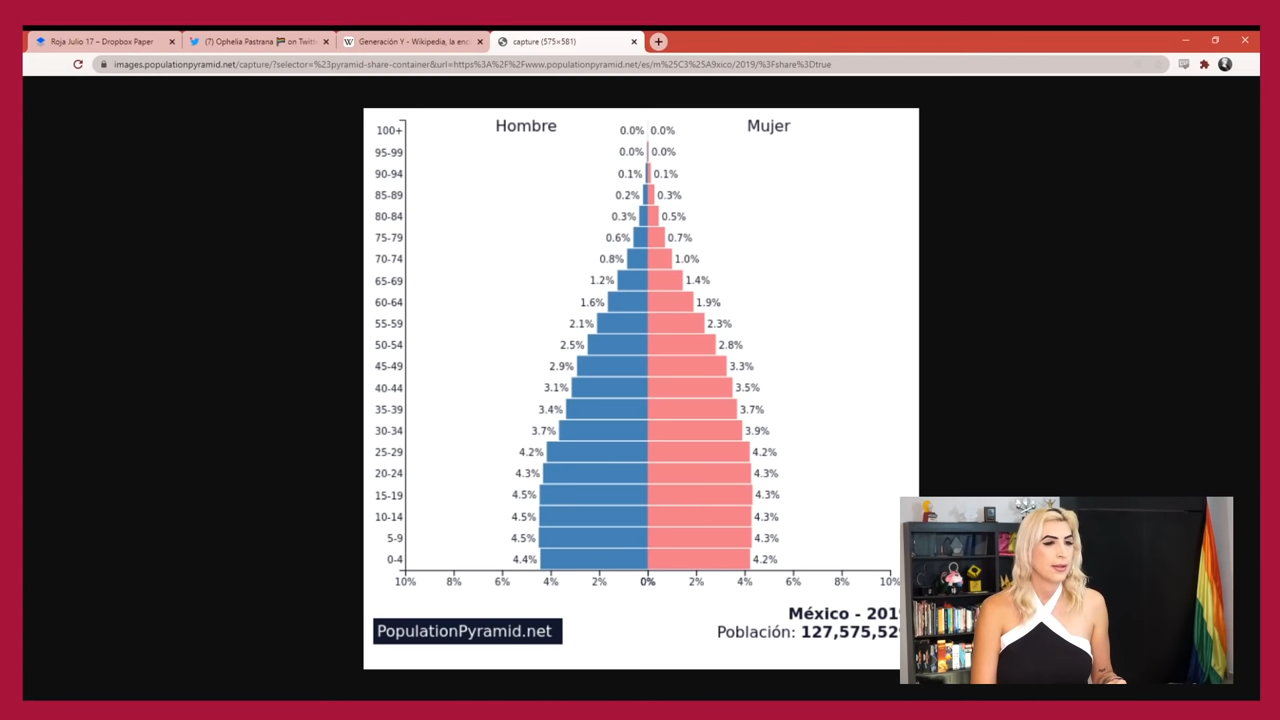 Roja Julio 17 – Dropbox Paper
(7) Ophelia Pastrana on Twitt
Generación Y - Wikipedia, la enc
capture (575×581)
images.populationpyramid.net/capture/?selector=%23pyramid-share-container&url=https%3A%2F%2Fwww.populationpyramid.net/es/m%25C3%25A9xico/2019/%3Fshare%3Dtrue
Hombre Mujer
100+ 0.0% 0.0%
95-99 0.0% 0.0%
90-94 0.1% 0.1%
85-89 0.2% 0.3%
80-84 0.3% 0.5%
75-79 0.6% 0.7%
70-74 0.8% 1.0%
65-69 1.2% 1.4%
60-64 1.6% 1.9%
55-59 2.1% 2.3%
50-54 2.5% 2.8%
45-49 2.9% 3.3%
40-44 3.1% 3.5%
35-39 3.4% 3.7%
30-34 3.7% 3.9%
25-29 4.2% 4.2%
20-24 4.3% 4.3%
15-19 4.5% 4.3%
10-14 4.5% 4.3%
5-9 4.5% 4.3%
0-4 4.4% 4.2%
10% 8% 6% 4% 2% 0% 2% 4% 6% 8% 10%
México - 201
PopulationPyramid.net
Población: 127,575,52